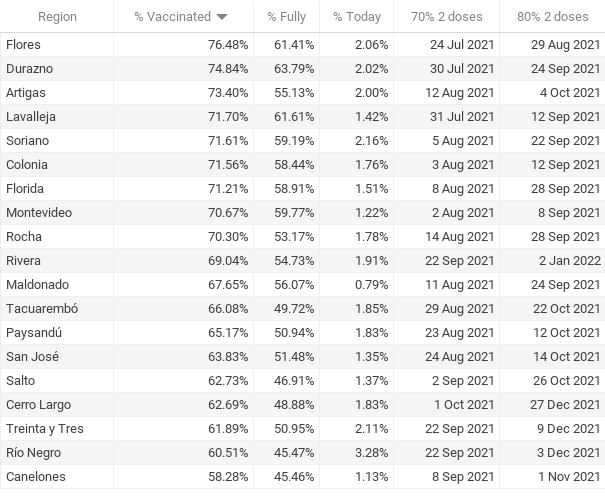 Region % Vaccinated % Fully % Today 70% 2 doses 80% 2 doses
Flores 76.48% 61.41% 2.06% 24 Jul 2021 29 Aug 2021
Durazno 74.84% 63.79% 2.02% 30 Jul 2021 24 Sep 2021
Artigas 73.40% 55.13% 2.00% 12 Aug 2021 4 Oct 2021
Lavalleja 71.70% 61.61% 1.42% 31 Jul 2021 12 Sep 2021
Soriano 71.61% 59.19% 2.16% 5 Aug 2021 22 Sep 2021
Colonia 71.56% 58.44% 1.76% 3 Aug 2021 12 Sep 2021
Florida 71.21% 58.91% 1.51% 8 Aug 2021 28 Sep 2021
Montevideo 70.67% 59.77% 1.22% 2 Aug 2021 8 Sep 2021
Rocha 70.30% 53.17% 1.78% 14 Aug 2021 28 Sep 2021
Rivera 69.04% 54.73% 1.91% 22 Sep 2021 2 Jan 2022
Maldonado 67.65% 56.07% 0.79% 11 Aug 2021 24 Sep 2021
Tacuarembó 66.08% 49.72% 1.85% 29 Aug 2021 22 Oct 2021
Paysandú 65.17% 50.94% 1.83% 23 Aug 2021 12 Oct 2021
San José 63.83% 51.48% 1.35% 24 Aug 2021 14 Oct 2021
Salto 62.73% 46.91% 1.37% 2 Sep 2021 26 Oct 2021
Cerro Largo 62.69% 48.88% 1.83% 1 Oct 2021 27 Dec 2021
Treinta y Tres 61.89% 50.95% 2.11% 22 Sep 2021 9 Dec 2021
Río Negro 60.51% 45.47% 3.28% 22 Sep 2021 3 Dec 2021
Canelones 58.28% 45.46% 1.13% 8 Sep 2021 1 Nov 2021